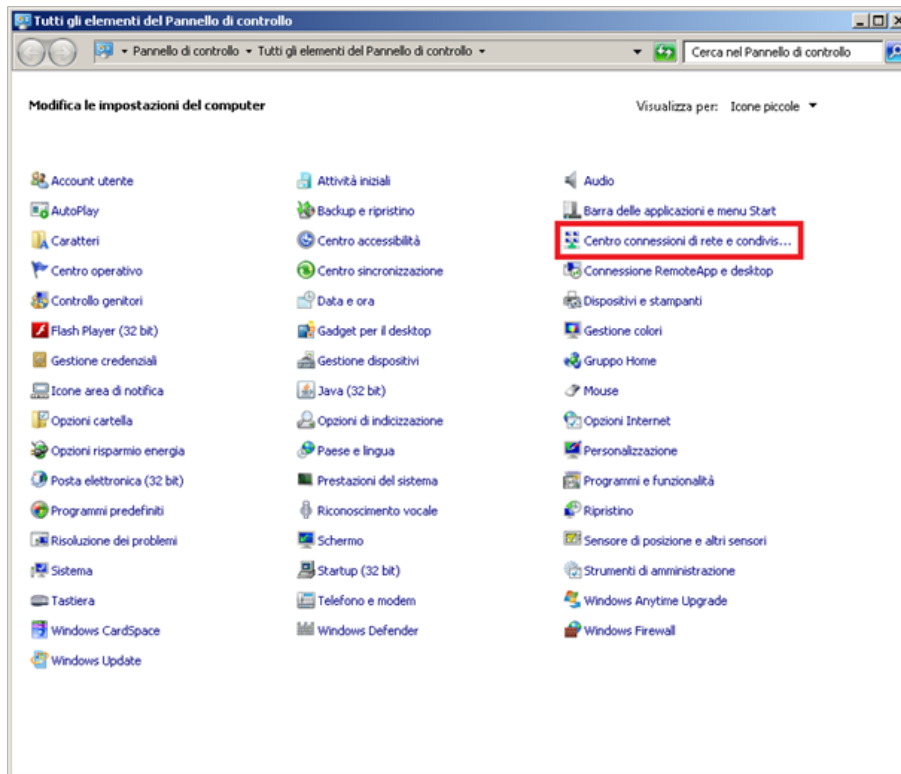 Tutti gli elementi del Pannello di controllo
Pannello di controllo Tutti gli elementi del Pannello di controllo Cerca nel Pannello di controllo
Modifica le impostazioni del computer Visualizza per: Icone piccole
Account utente Attività iniziali Audio
AutoPlay Backup e ripristino Barra delle applicazioni e menu Start
Caratteri Centro accessibilità Centro connessioni di rete e condivis...
Centro operativo Centro sincronizzazione Connessione RemoteApp e desktop
Controllo genitori Data e ora Dispositivi e stampanti
Flash Player (32 bit) Gadget per il desktop Gestione colori
Gestione credenziali Gestione dispositivi Gruppo Home
Icone area di notifica Java (32 bit) Mouse
Opzioni cartella Opzioni di indicizzazione Opzioni Internet
Opzioni risparmio energia Paese e lingua Personalizzazione
Posta elettronica (32 bit) Prestazioni del sistema Programmi e funzionalità
Programmi predefiniti Riconoscimento vocale Ripristino
Risoluzione dei problemi Schermo Sensore di posizione e altri sensori
Sistema Startup (32 bit) Strumenti di amministrazione
Tastiera Telefono e modem Windows Anytime Upgrade
Windows CardSpace Windows Defender Windows Firewall
Windows Update